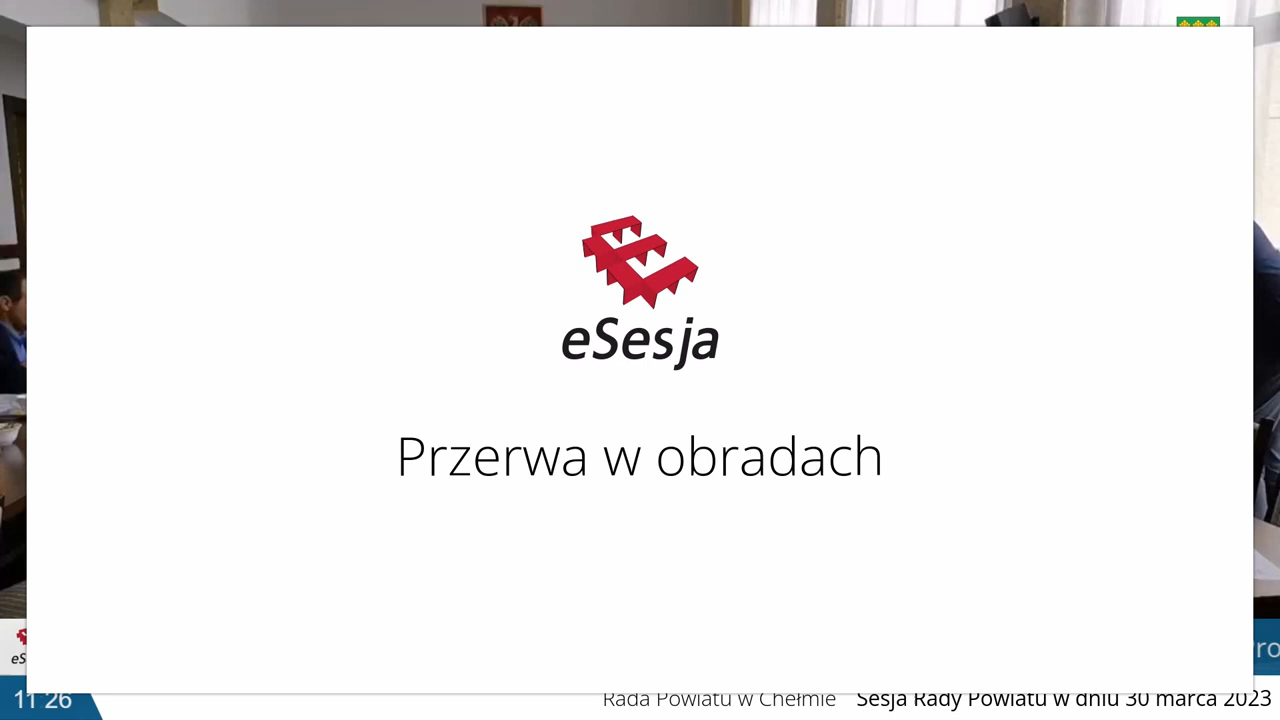 eSesja
Przerwa w obradach
11:26
Rada Powiatu w Chełmie Sesja Rady Powiatu w dniu 30 marca 2023